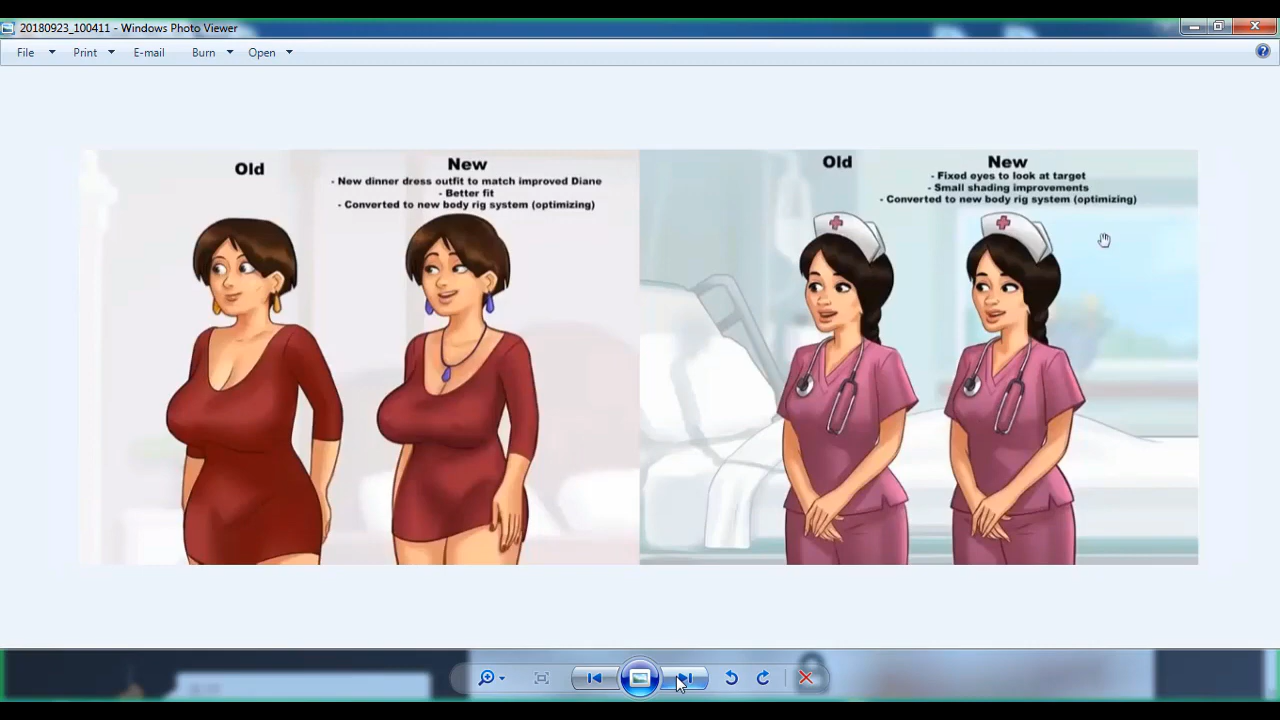 20180923_100411 - Windows Photo Viewer
File Print E-mail Burn Open
Old
New
- New dinner dress outfit to match improved Diane
- Better fit
- Converted to new body rig system (optimizing)
Old
New
- Fixed eyes to look at target
- Small shading improvements
- Converted to new body rig system (optimizing)